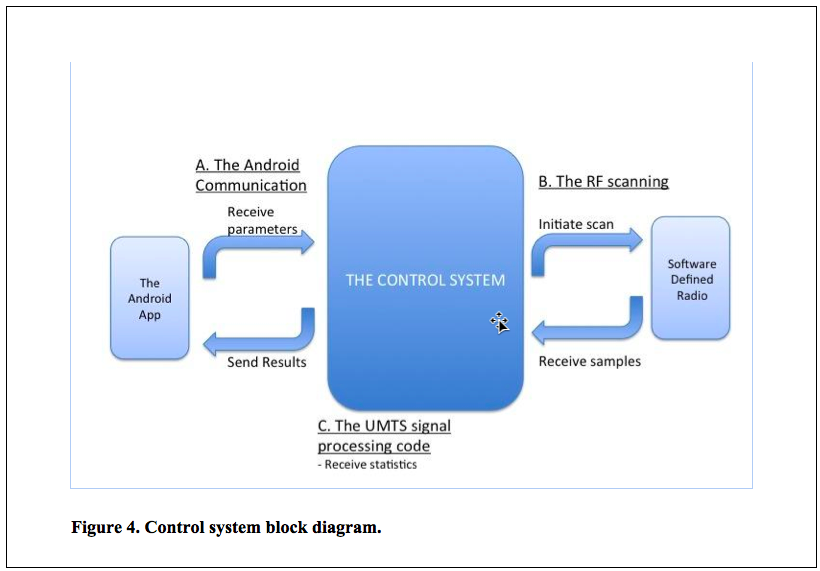 A. The Android
Communication
Receive
parameters
The
Android
App
Send Results
THE CONTROL SYSTEM
B. The RF scanning
Initiate scan
Software
Defined
Radio
Receive samples
C. The UMTS signal
processing code
- Receive statistics
Figure 4. Control system block diagram.